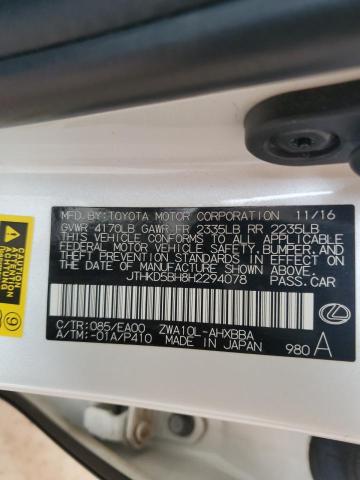 MFD.BY:TOYOTA MOTOR CORPORATION 11/16
GVWR 4170LB GAWR FR 2335LB RR 2235LB
THIS VEHICLE CONFORMS TO ALL APPLICABLE
FEDERAL MOTOR VEHICLE SAFETY, BUMPER, AND
THEFT PREVENTION STANDARDS IN EFFECT ON
THE DATE OF MANUFACTURE SHOWN ABOVE.
JTHKD5BH8H2294078 PASS.CAR
C/TR:085/EA00 ZWA10L-AHXBBA
A/TM:-01A/P410 MADE IN JAPAN 980 A
9